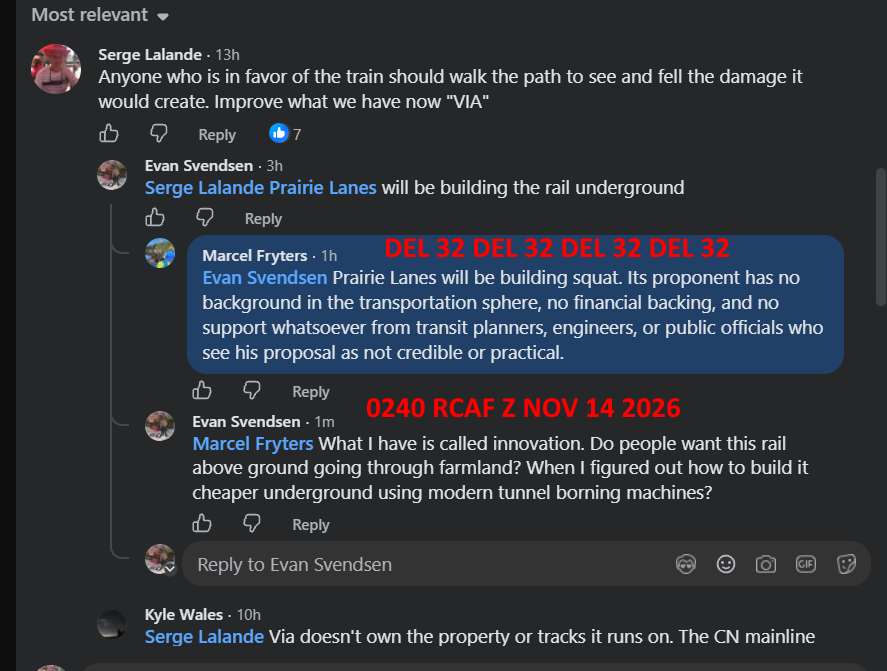 Most relevant
Serge Lalande · 13h
Anyone who is in favor of the train should walk the path to see and fell the damage it
would create. Improve what we have now "VIA"
Reply
7
Evan Svendsen · 3h
Serge Lalande Prairie Lanes will be building the rail underground
Reply
DEL 32 DEL 32 DEL 32 DEL 32
Marcel Fryters · 1h
Evan Svendsen Prairie Lanes will be building squat. Its proponent has no
background in the transportation sphere, no financial backing, and no
support whatsoever from transit planners, engineers, or public officials who
see his proposal as not credible or practical.
Reply
0240 RCAF Z NOV 14 2026
Evan Svendsen · 1m
Marcel Fryters What I have is called innovation. Do people want this rail
above ground going through farmland? When I figured out how to build it
cheaper underground using modern tunnel borning machines?
Reply
Reply to Evan Svendsen
GIF
Kyle Wales · 10h
Serge Lalande Via doesn't own the property or tracks it runs on. The CN mainline